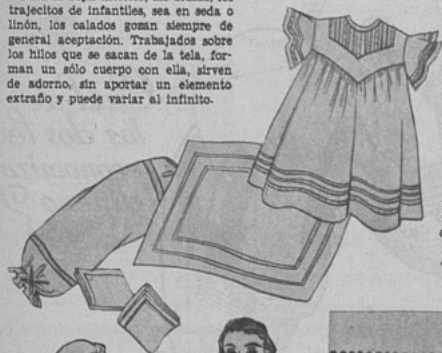 trajecitos de infantiles, sea en seda o
linón, los calados gozan siempre de
general aceptación. Trabajados sobre
los hilos que se sacan de la tela, for-
man un sólo cuerpo con ella, sirven
de adorno, sin aportar un elemento
extraño y puede variar al infinito.